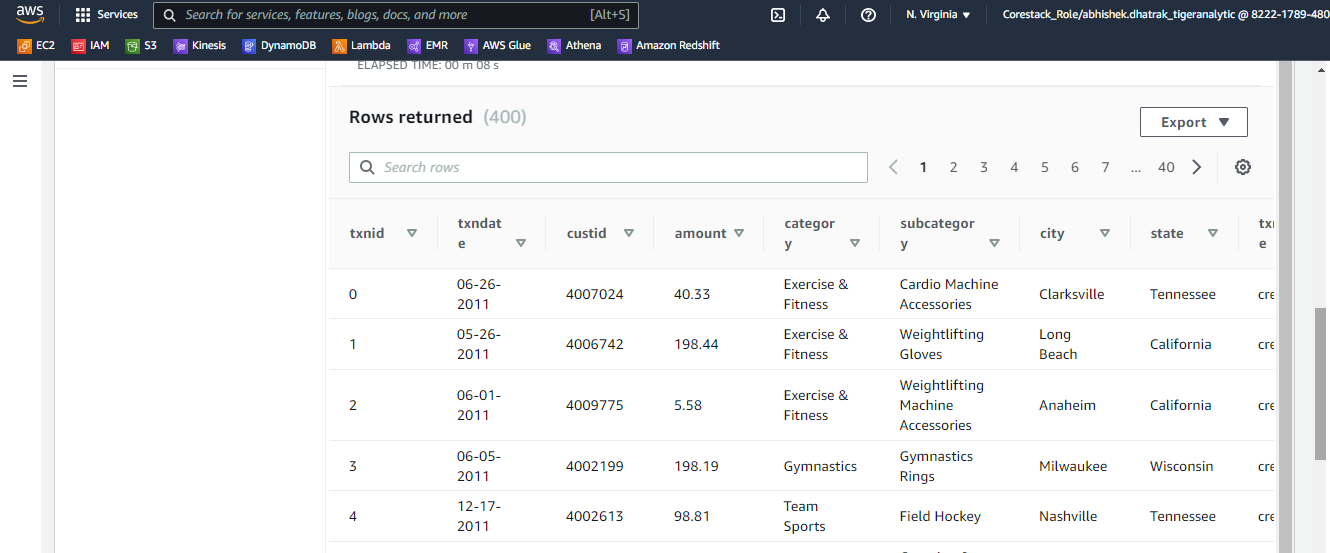 aws
Services
Search for services, features, blogs, docs, and more
[Alt+S]
N. Virginia
Corestack_Role/abhishek.dhatrak_tigeranalytic @ 8222-1789-480
EC2
IAM
S3
Kinesis
DynamoDB
Lambda
EMR
AWS Glue
Athena
Amazon Redshift
ELAPSED TIME: 00 m 08 s
Rows returned (400)
Export
Search rows
1 2 3 4 5 6 7 ... 40
txnid
txndat
e
custid
amount
categor
y
subcategor
y
city
state
e
0
06-26-
2011
4007024
40.33
Exercise &
Fitness
Cardio Machine
Accessories
Clarksville
Tennessee
cre
1
05-26-
2011
4006742
198.44
Exercise &
Fitness
Weightlifting
Gloves
Long
Beach
California
cre
2
06-01-
2011
4009775
5.58
Exercise &
Fitness
Weightlifting
Machine
Accessories
Anaheim
California
cre
3
06-05-
2011
4002199
198.19
Gymnastics
Gymnastics
Rings
Milwaukee
Wisconsin
cre
4
12-17-
2011
4002613
98.81
Team
Sports
Field Hockey
Nashville
Tennessee
cre